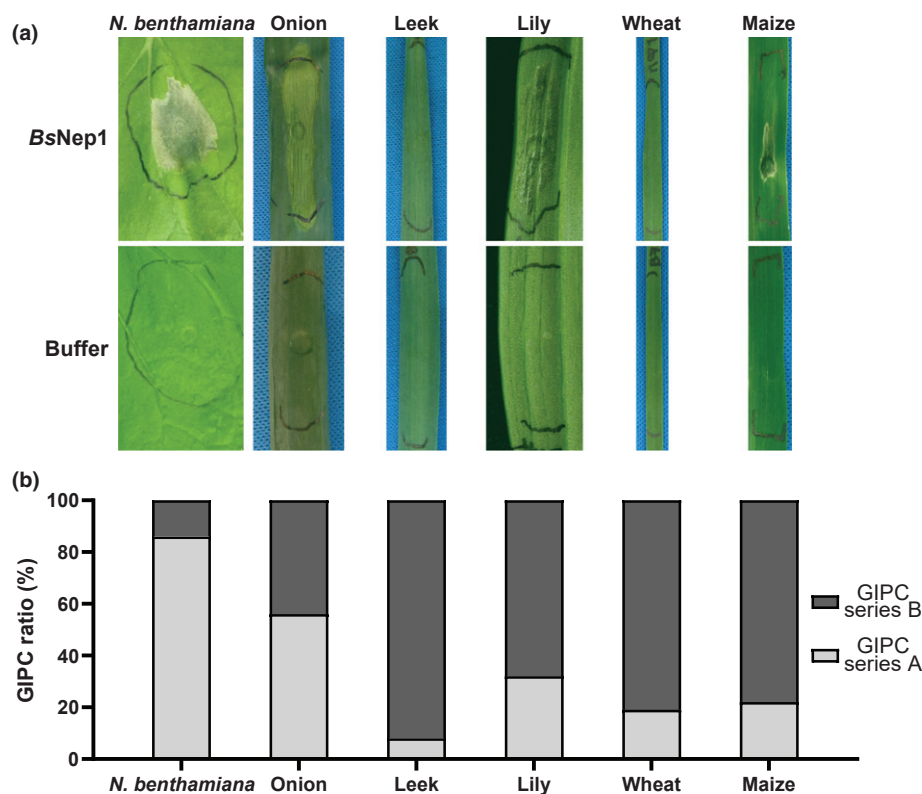 (a)
N. benthamiana Onion Leek Lily Wheat Maize
BsNep1
Buffer
(b)
GIPC ratio (%)
100
80
60
40
20
0
N. benthamiana Onion Leek Lily Wheat Maize
GIPC
series B
GIPC
series A